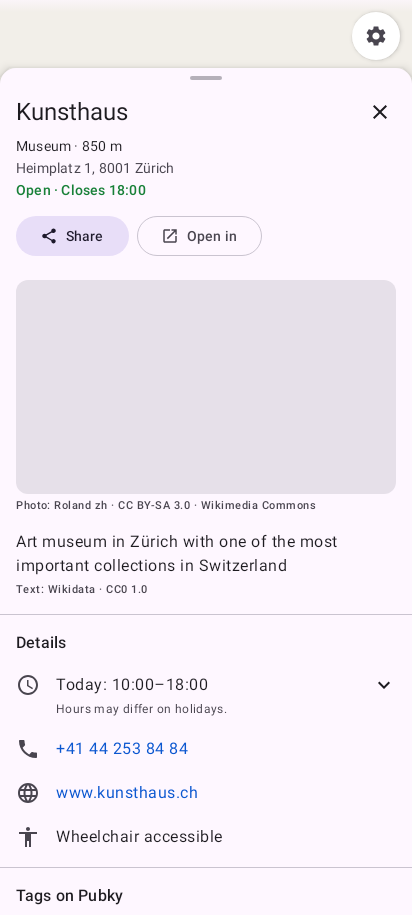 Kunsthaus
Museum · 850 m
Heimplatz 1, 8001 Zürich
Open · Closes 18:00
Share
Open in
Photo: Roland zh · CC BY-SA 3.0 · Wikimedia Commons
Art museum in Zürich with one of the most
important collections in Switzerland
Text: Wikidata · CC0 1.0
Details
Today: 10:00–18:00
Hours may differ on holidays.
+41 44 253 84 84
www.kunsthaus.ch
Wheelchair accessible
Tags on Pubky